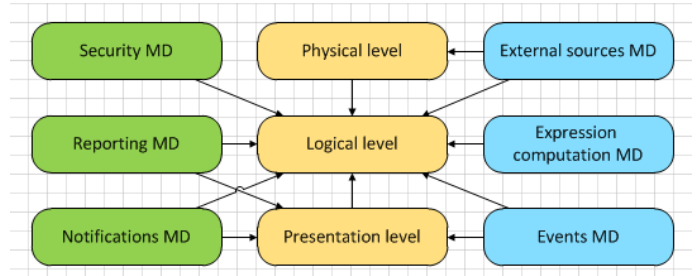 Security MD
Physical level
External sources MD
Reporting MD
Logical level
Expression
computation MD
Notifications MD
Presentation level
Events MD